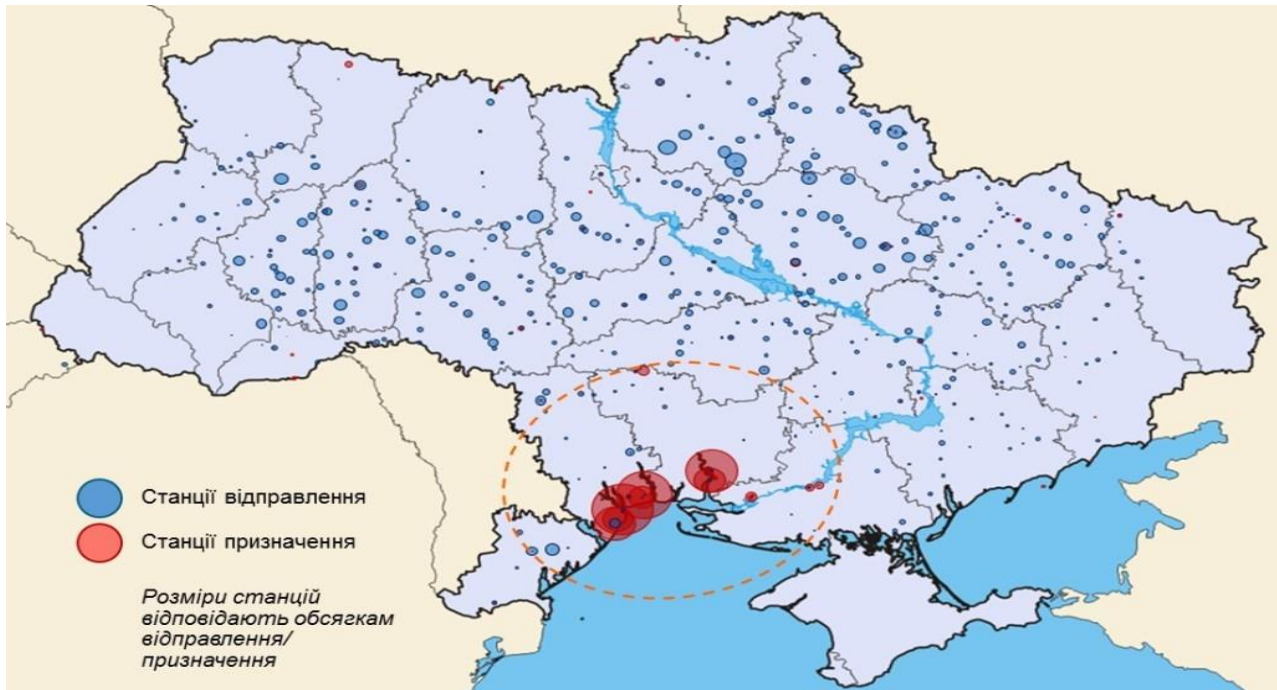 Станції відправлення
Станції призначення
Розміри станцій
відповідають обсягкам
відправлення/
призначення